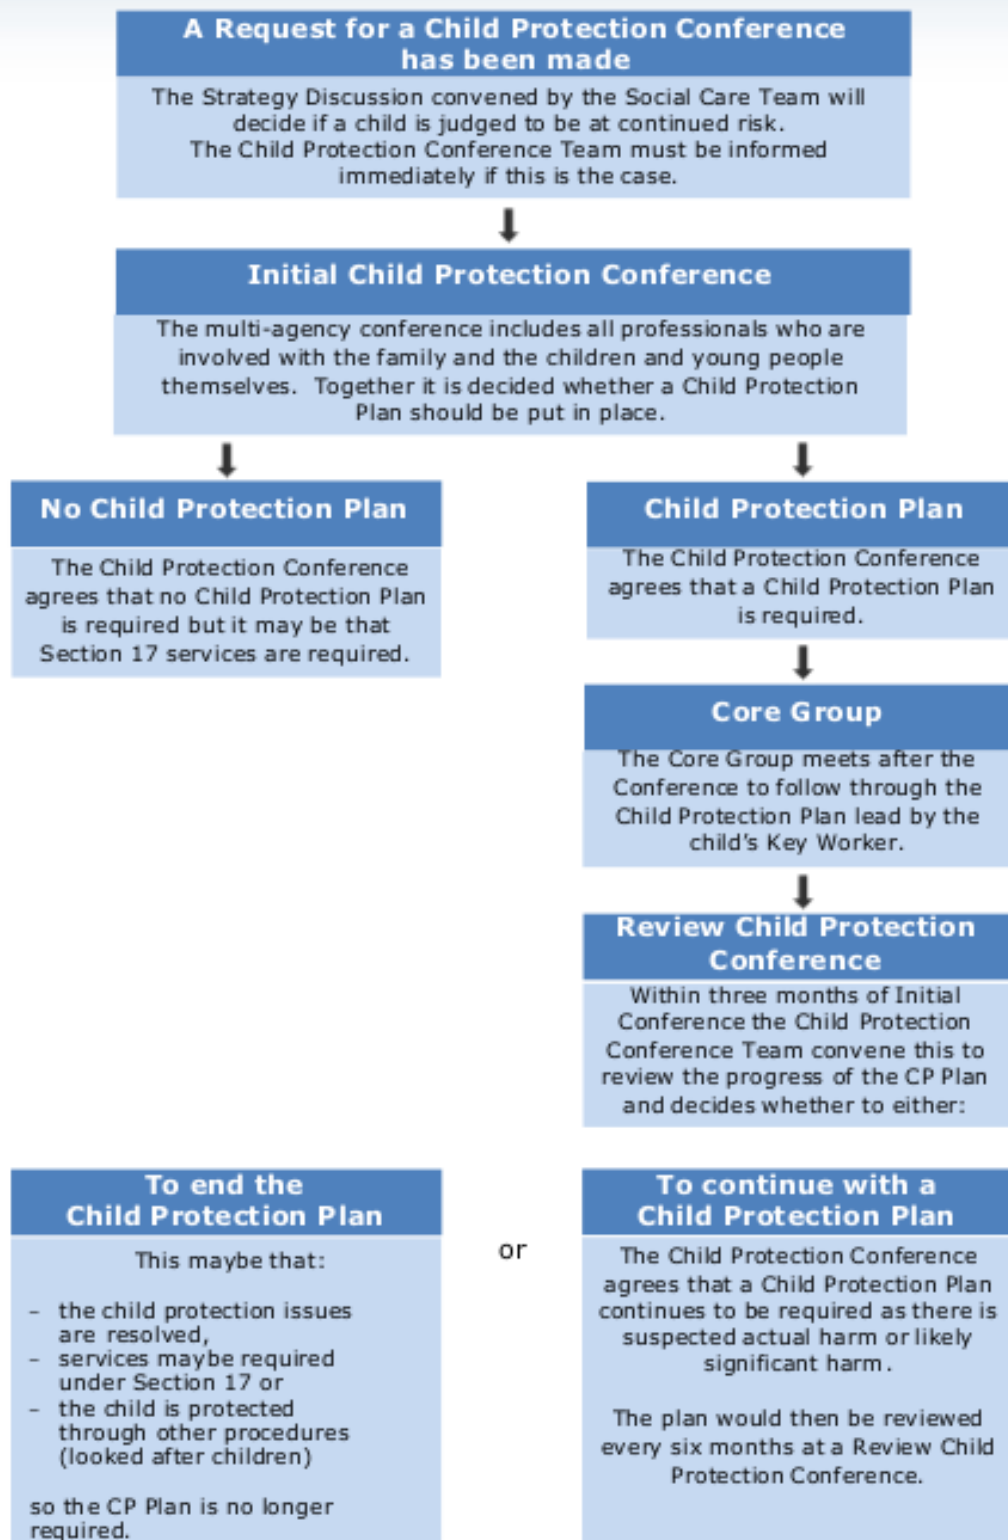 A Request for a Child Protection Conference
has been made
The Strategy Discussion convened by the Social Care Team will
decide if a child is judged to be at continued risk.
The Child Protection Conference Team must be informed
immediately if this is the case.
Initial Child Protection Conference
The multi-agency conference includes all professionals who are
involved with the family and the children and young people
themselves.  Together it is decided whether a Child Protection
Plan should be put in place.
No Child Protection Plan
The Child Protection Conference
agrees that no Child Protection Plan
is required but it may be that
Section 17 services are required.
Child Protection Plan
The Child Protection Conference
agrees that a Child Protection Plan
is required.
Core Group
The Core Group meets after the
Conference to follow through the
Child Protection Plan lead by the
child's Key Worker.
Review Child Protection
Conference
Within three months of Initial
Conference the Child Protection
Conference Team convene this to
review the progress of the CP Plan
and decides whether to either:
To end the
Child Protection Plan
This maybe that:
- the child protection issues
are resolved,
- services maybe required
under Section 17 or
- the child is protected
through other procedures
(looked after children)
so the CP Plan is no longer
required.
or
To continue with a
Child Protection Plan
The Child Protection Conference
agrees that a Child Protection Plan
continues to be required as there is
suspected actual harm or likely
significant harm.
The plan would then be reviewed
every six months at a Review Child
Protection Conference.